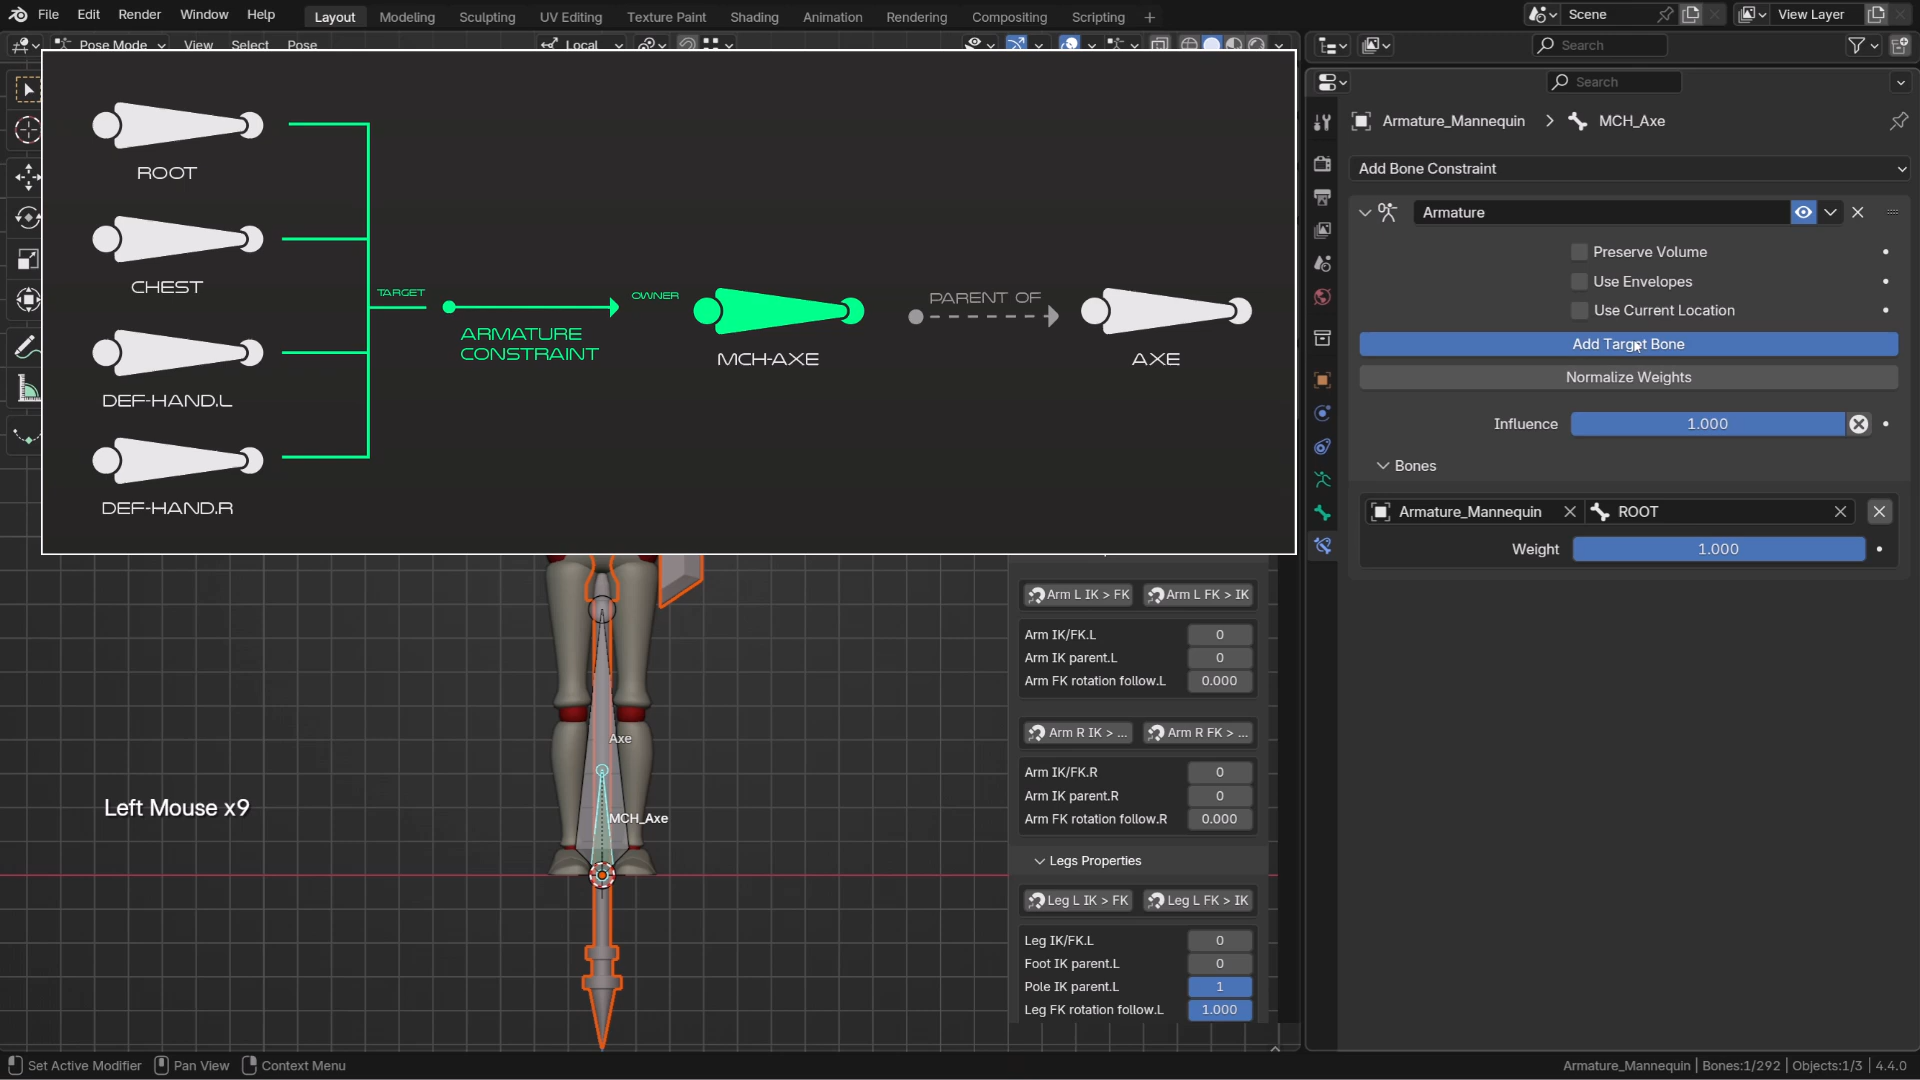 File Edit Render Window Help
Layout Modeling Sculpting UV Editing Texture Paint Shading Animation Rendering Compositing Scripting
Scene
View Layer
Pose Mode View Select Pose
Local
Search
Search
ROOT
CHEST
DEF-HAND.L
DEF-HAND.R
TARGET
ARMATURE
CONSTRAINT
OWNER
MCH-AXE
PARENT OF
AXE
Armature_Mannequin > MCH_Axe
Add Bone Constraint
Armature
Preserve Volume
Use Envelopes
Use Current Location
Add Target Bone
Normalize Weights
Influence 1.000
Bones
Armature_Mannequin ROOT
Weight 1.000
Axe
MCH_Axe
Left Mouse x9
Arm L IK > FK Arm L FK > IK
Arm IK/FK.L 0
Arm IK parent.L 0
Arm FK rotation follow.L 0.000
Arm R IK > ... Arm R FK > ...
Arm IK/FK.R 0
Arm IK parent.R 0
Arm FK rotation follow.R 0.000
Legs Properties
Leg L IK > FK Leg L FK > IK
Leg IK/FK.L 0
Foot IK parent.L 0
Pole IK parent.L 1
Leg FK rotation follow.L 1.000
Set Active Modifier Pan View Context Menu
Armature_Mannequin | Bones:1/292 | Objects:1/3 | 4.4.0